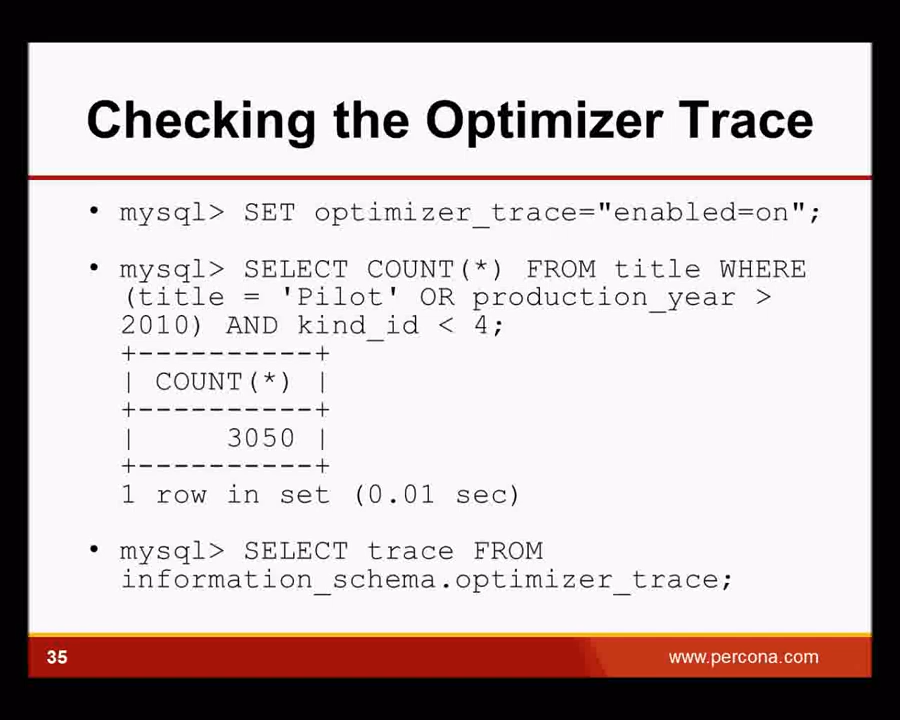 Checking the Optimizer Trace
• mysql> SET optimizer_trace="enabled=on";
• mysql> SELECT COUNT(*) FROM title WHERE
(title = 'Pilot' OR production_year >
2010) AND kind_id < 4;
+----------+
| COUNT(*) |
+----------+
|     3050 |
+----------+
1 row in set (0.01 sec)
• mysql> SELECT trace FROM
information_schema.optimizer_trace;
35
www.percona.com